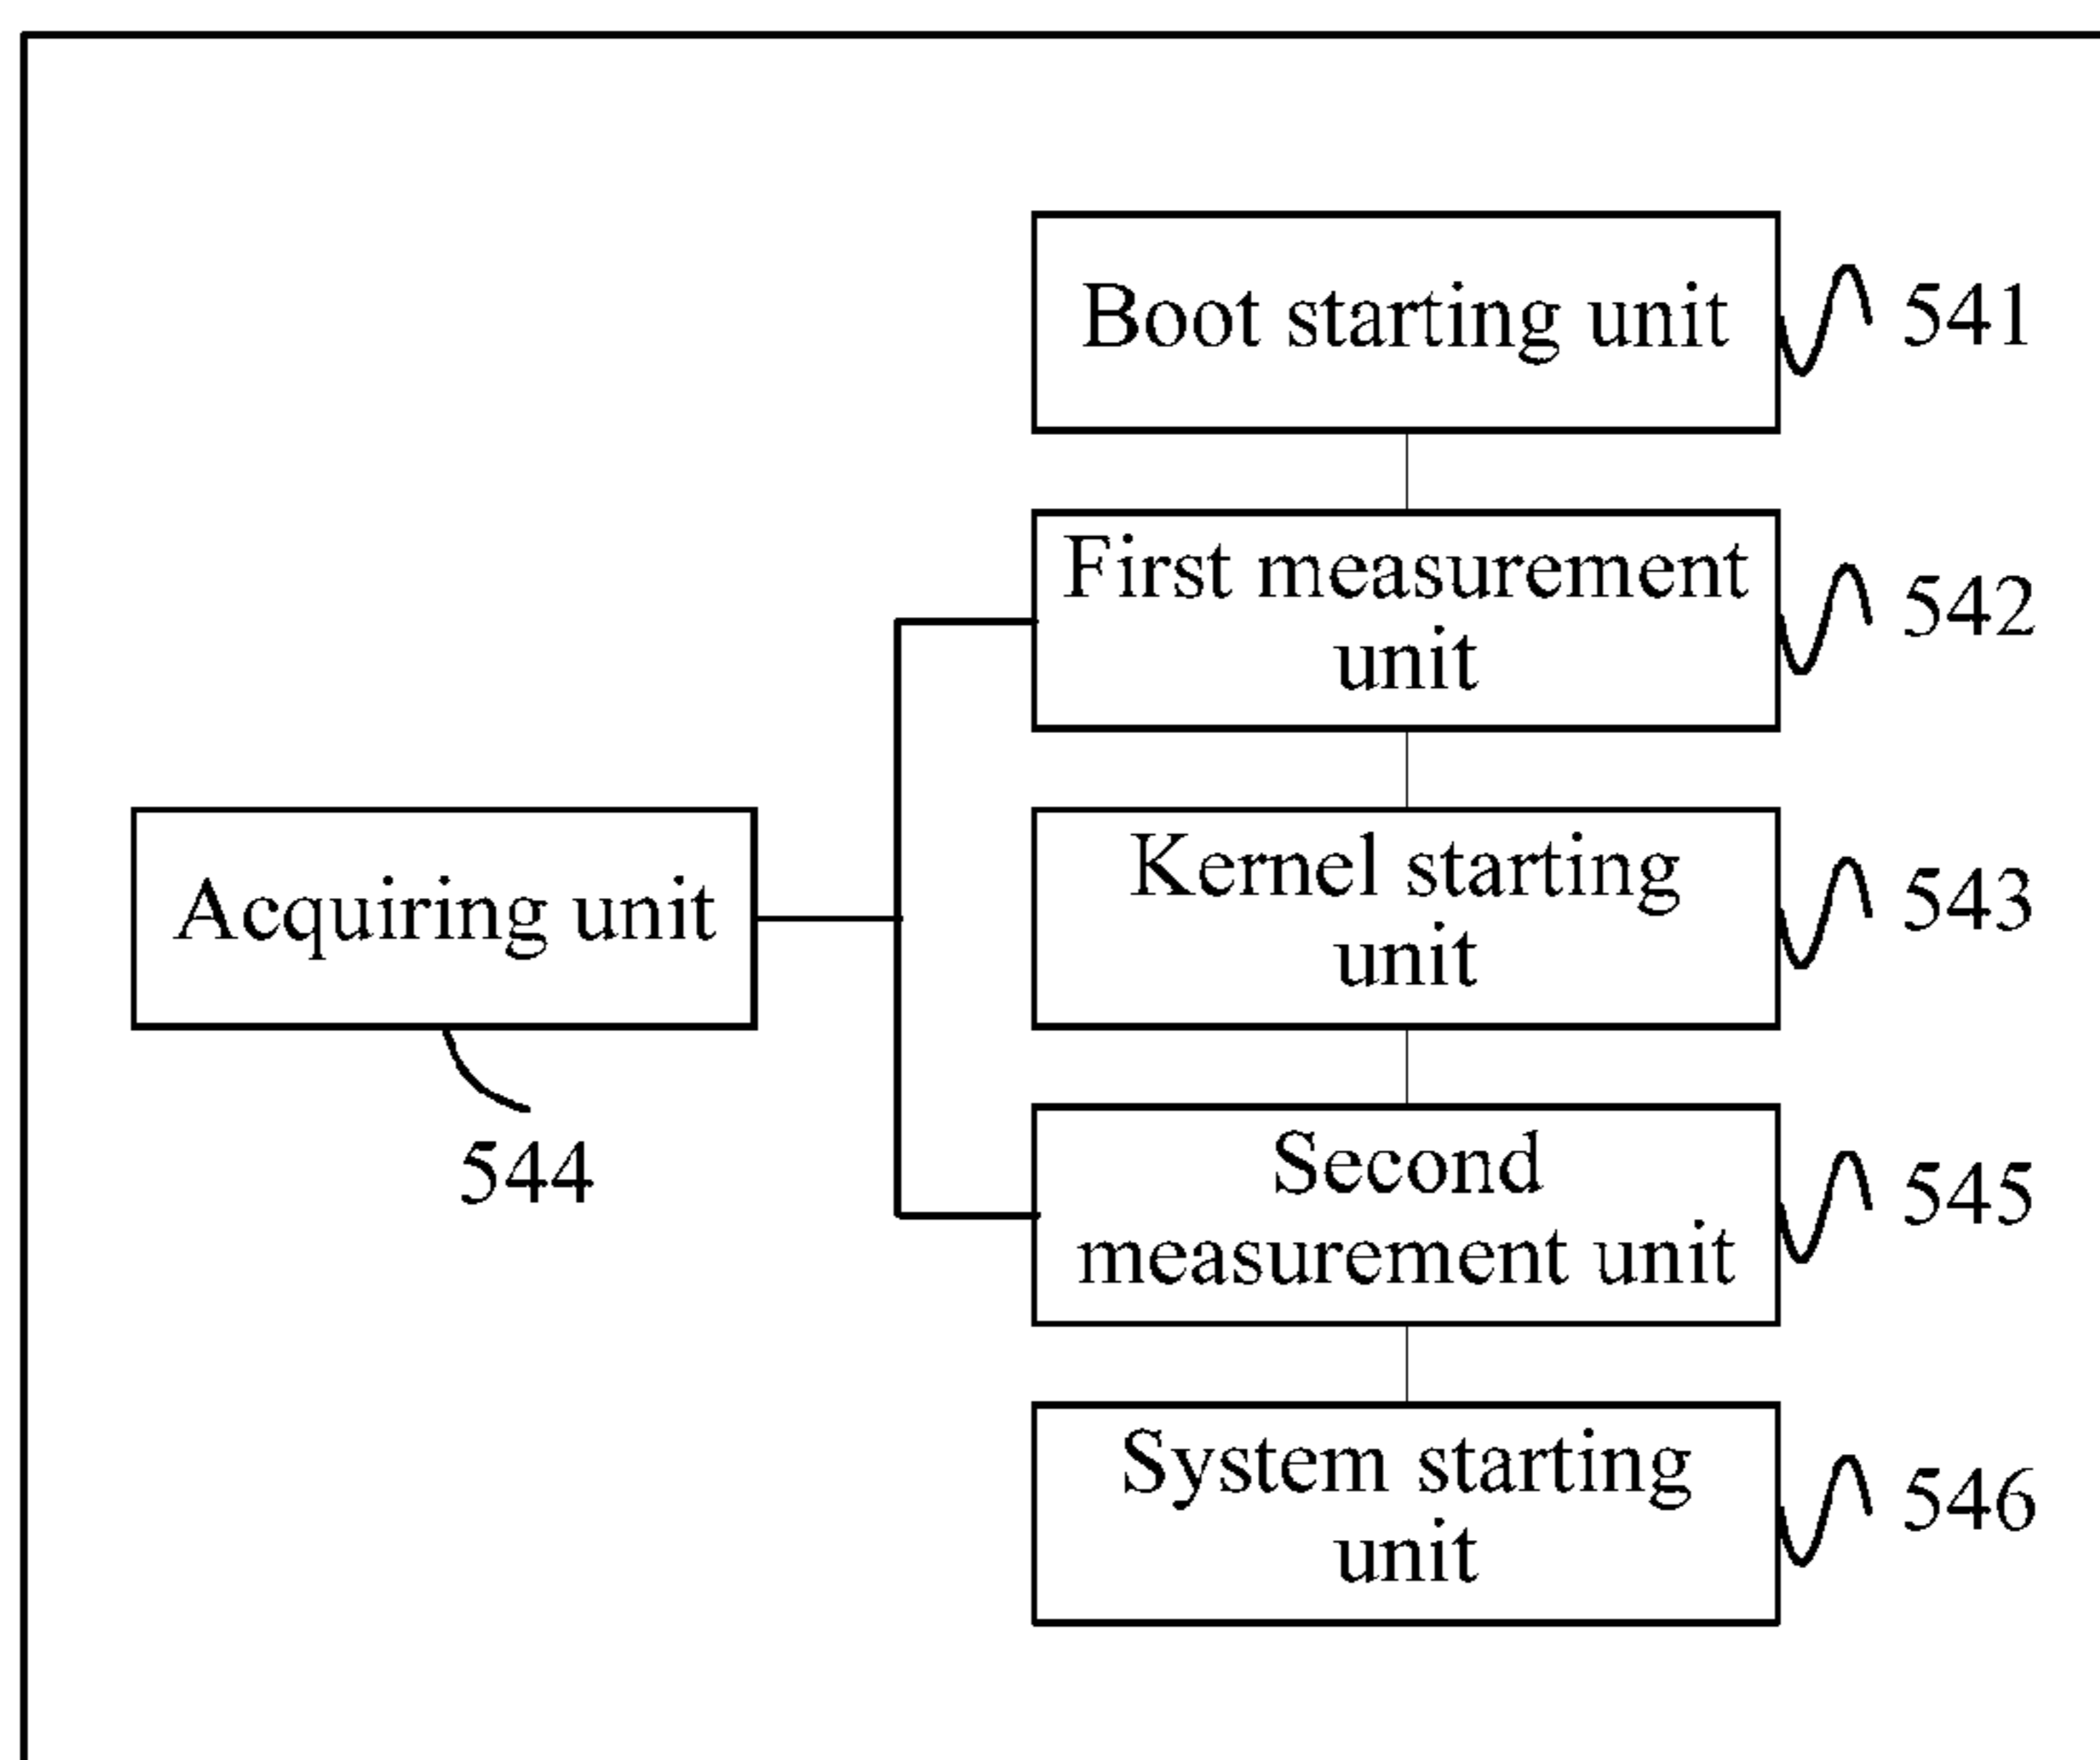 Boot starting unit
541
First measurement
unit
542
Kernel starting
unit
543
Acquiring unit
544
Second
measurement unit
545
System starting
unit
546